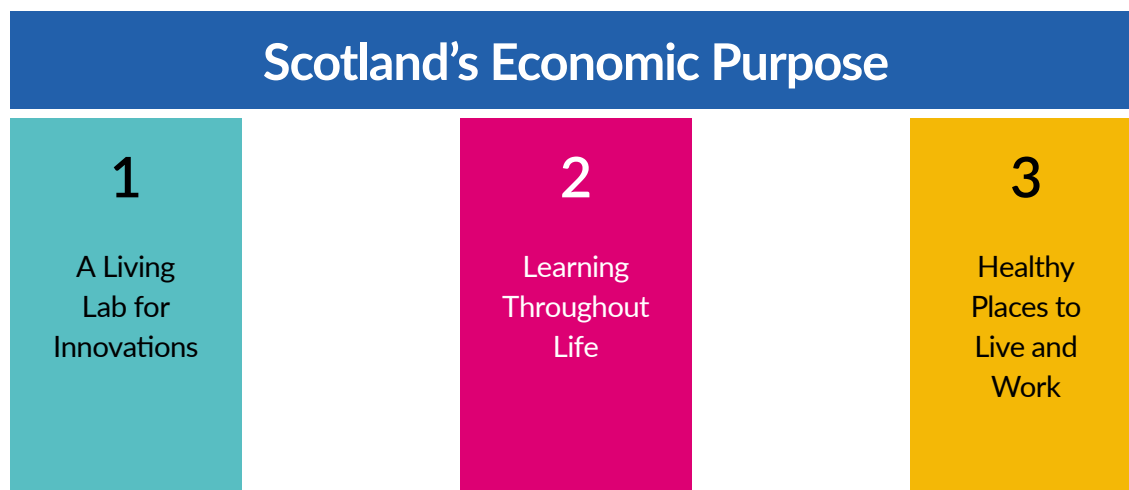 Scotland’s Economic Purpose
1
A Living
Lab for
Innovations
2
Learning
Throughout
Life
3
Healthy
Places to
Live and
Work